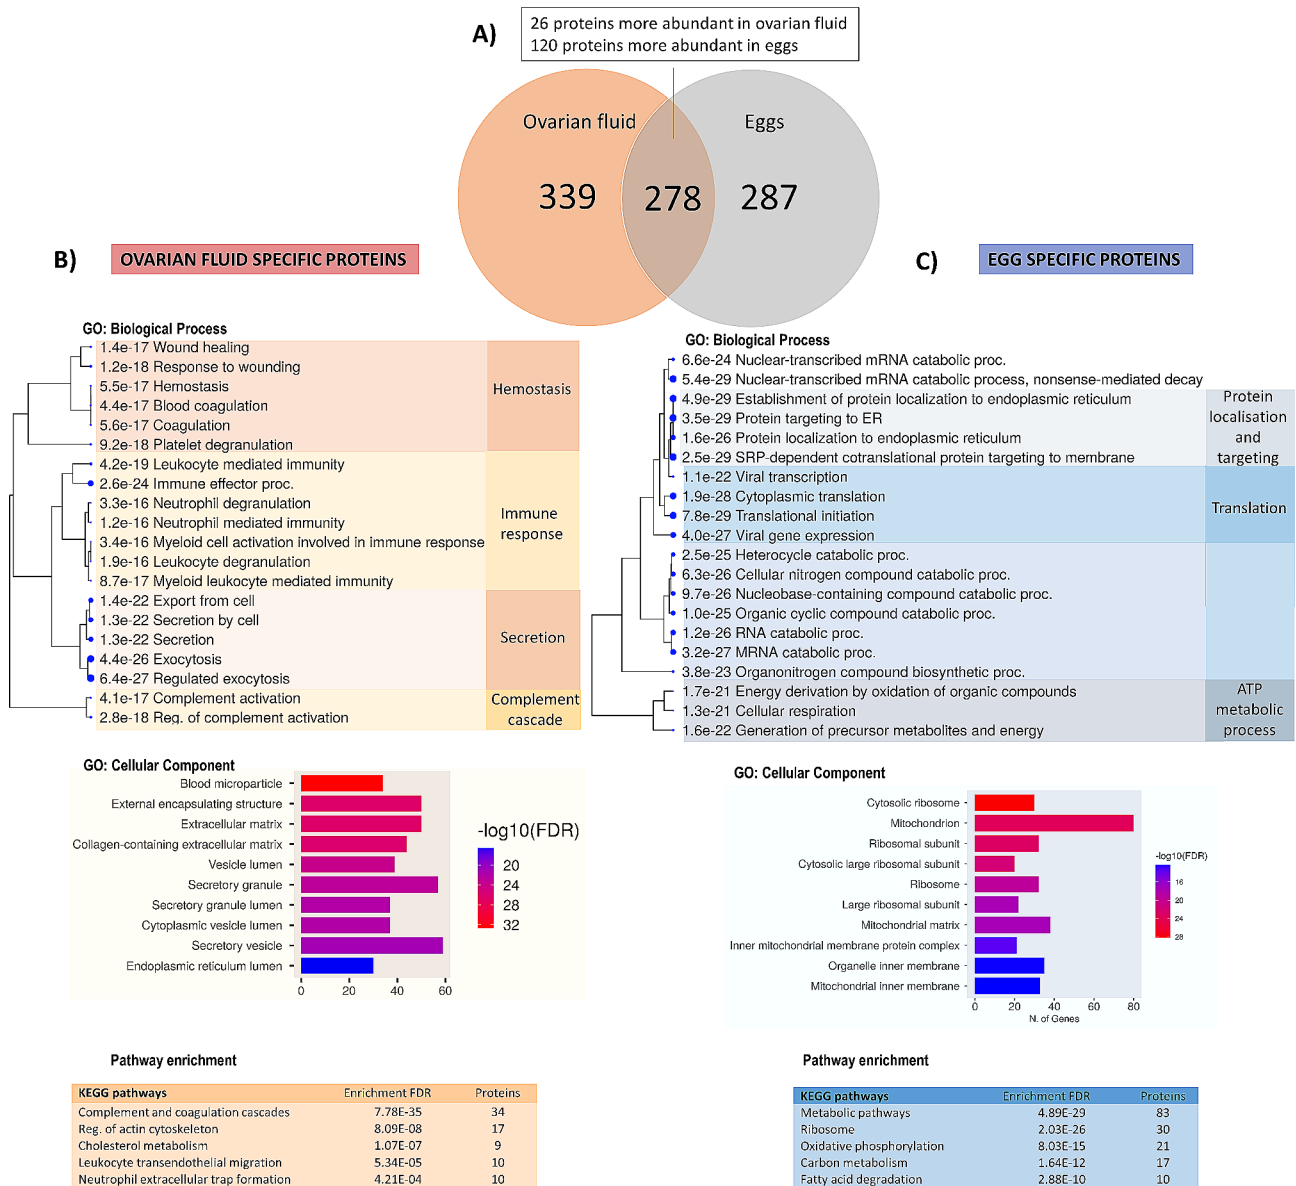 A)
26 proteins more abundant in ovarian fluid
120 proteins more abundant in eggs
Ovarian fluid
Eggs
339
278
287
B)
OVARIAN FLUID SPECIFIC PROTEINS
GO: Biological Process
1.4e-17 Wound healing
1.2e-18 Response to wounding
5.5e-17 Hemostasis
4.4e-17 Blood coagulation
5.6e-17 Coagulation
9.2e-18 Platelet degranulation
Hemostasis
4.2e-19 Leukocyte mediated immunity
2.6e-24 Immune effector proc.
3.3e-16 Neutrophil degranulation
1.2e-16 Neutrophil mediated immunity
3.4e-16 Myeloid cell activation involved in immune response
1.9e-16 Leukocyte degranulation
8.7e-17 Myeloid leukocyte mediated immunity
Immune
response
1.4e-22 Export from cell
1.3e-22 Secretion by cell
1.3e-22 Secretion
4.4e-26 Exocytosis
6.4e-27 Regulated exocytosis
Secretion
4.1e-17 Complement activation
2.8e-18 Reg. of complement activation
Complement
cascade
GO: Cellular Component
Blood microparticle
External encapsulating structure
Extracellular matrix
Collagen-containing extracellular matrix
Vesicle lumen
Secretory granule
Secretory granule lumen
Cytoplasmic vesicle lumen
Secretory vesicle
Endoplasmic reticulum lumen
0 20 40 60
-log10(FDR)
20
24
28
32
Pathway enrichment
KEGG pathways Enrichment FDR Proteins
Complement and coagulation cascades 7.78E-35 34
Reg. of actin cytoskeleton 8.09E-08 17
Cholesterol metabolism 1.07E-07 9
Leukocyte transendothelial migration 5.34E-05 10
Neutrophil extracellular trap formation 4.21E-04 10
C)
EGG SPECIFIC PROTEINS
GO: Biological Process
6.6e-24 Nuclear-transcribed mRNA catabolic proc.
5.4e-29 Nuclear-transcribed mRNA catabolic process, nonsense-mediated decay
4.9e-29 Establishment of protein localization to endoplasmic reticulum
3.5e-29 Protein targeting to ER
1.6e-26 Protein localization to endoplasmic reticulum
2.5e-29 SRP-dependent cotranslational protein targeting to membrane
Protein
localisation
and
targeting
1.1e-22 Viral transcription
1.9e-28 Cytoplasmic translation
7.8e-29 Translational initiation
4.0e-27 Viral gene expression
Translation
2.5e-25 Heterocycle catabolic proc.
6.3e-26 Cellular nitrogen compound catabolic proc.
9.7e-26 Nucleobase-containing compound catabolic proc.
1.0e-25 Organic cyclic compound catabolic proc.
1.2e-26 RNA catabolic proc.
3.2e-27 MRNA catabolic proc.
3.8e-23 Organonitrogen compound biosynthetic proc.
1.7e-21 Energy derivation by oxidation of organic compounds
1.3e-21 Cellular respiration
1.6e-22 Generation of precursor metabolites and energy
ATP
metabolic
process
GO: Cellular Component
Cytosolic ribosome
Mitochondrion
Ribosomal subunit
Cytosolic large ribosomal subunit
Ribosome
Large ribosomal subunit
Mitochondrial matrix
Inner mitochondrial membrane protein complex
Organelle inner membrane
Mitochondrial inner membrane
0 20 40 60 80
N. of Genes
-log10(FDR)
16
20
24
28
Pathway enrichment
KEGG pathways Enrichment FDR Proteins
Metabolic pathways 4.89E-29 83
Ribosome 2.03E-26 30
Oxidative phosphorylation 8.03E-15 21
Carbon metabolism 1.64E-12 17
Fatty acid degradation 2.88E-10 10